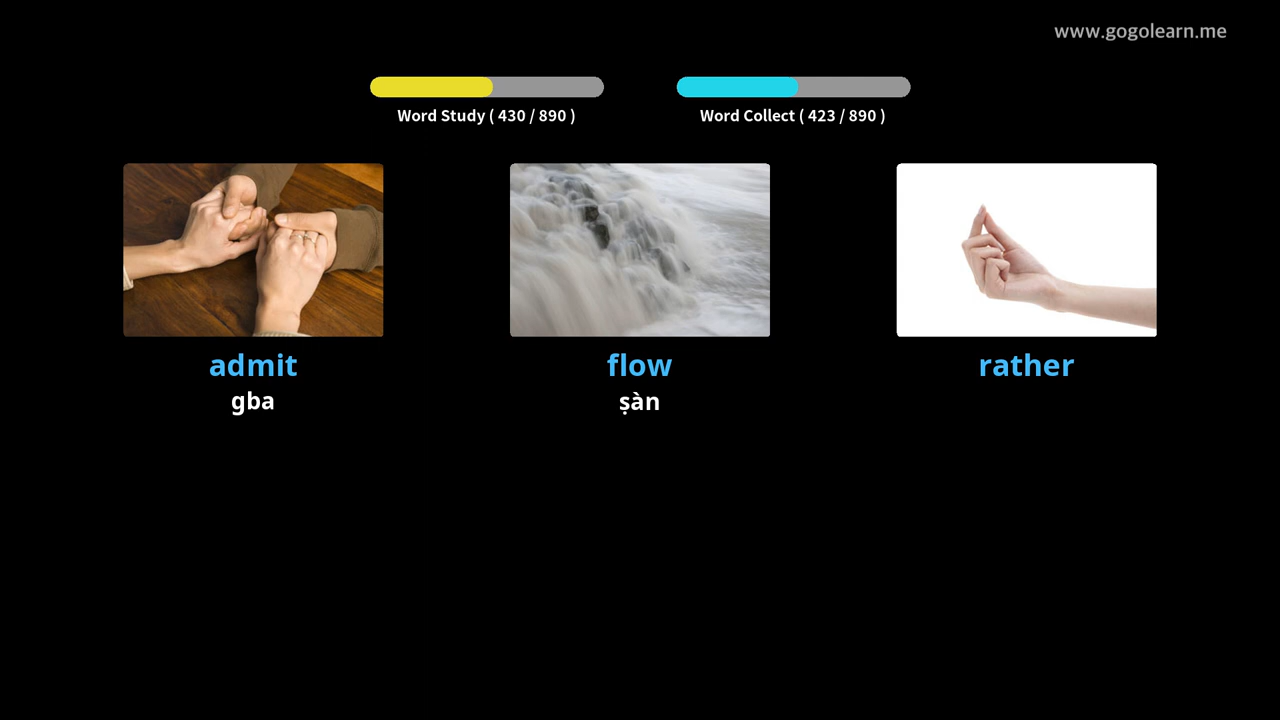 www.gogolearn.me
Word Study ( 430 / 890 )
Word Collect ( 423 / 890 )
admit
flow
rather
gba
ṣàn